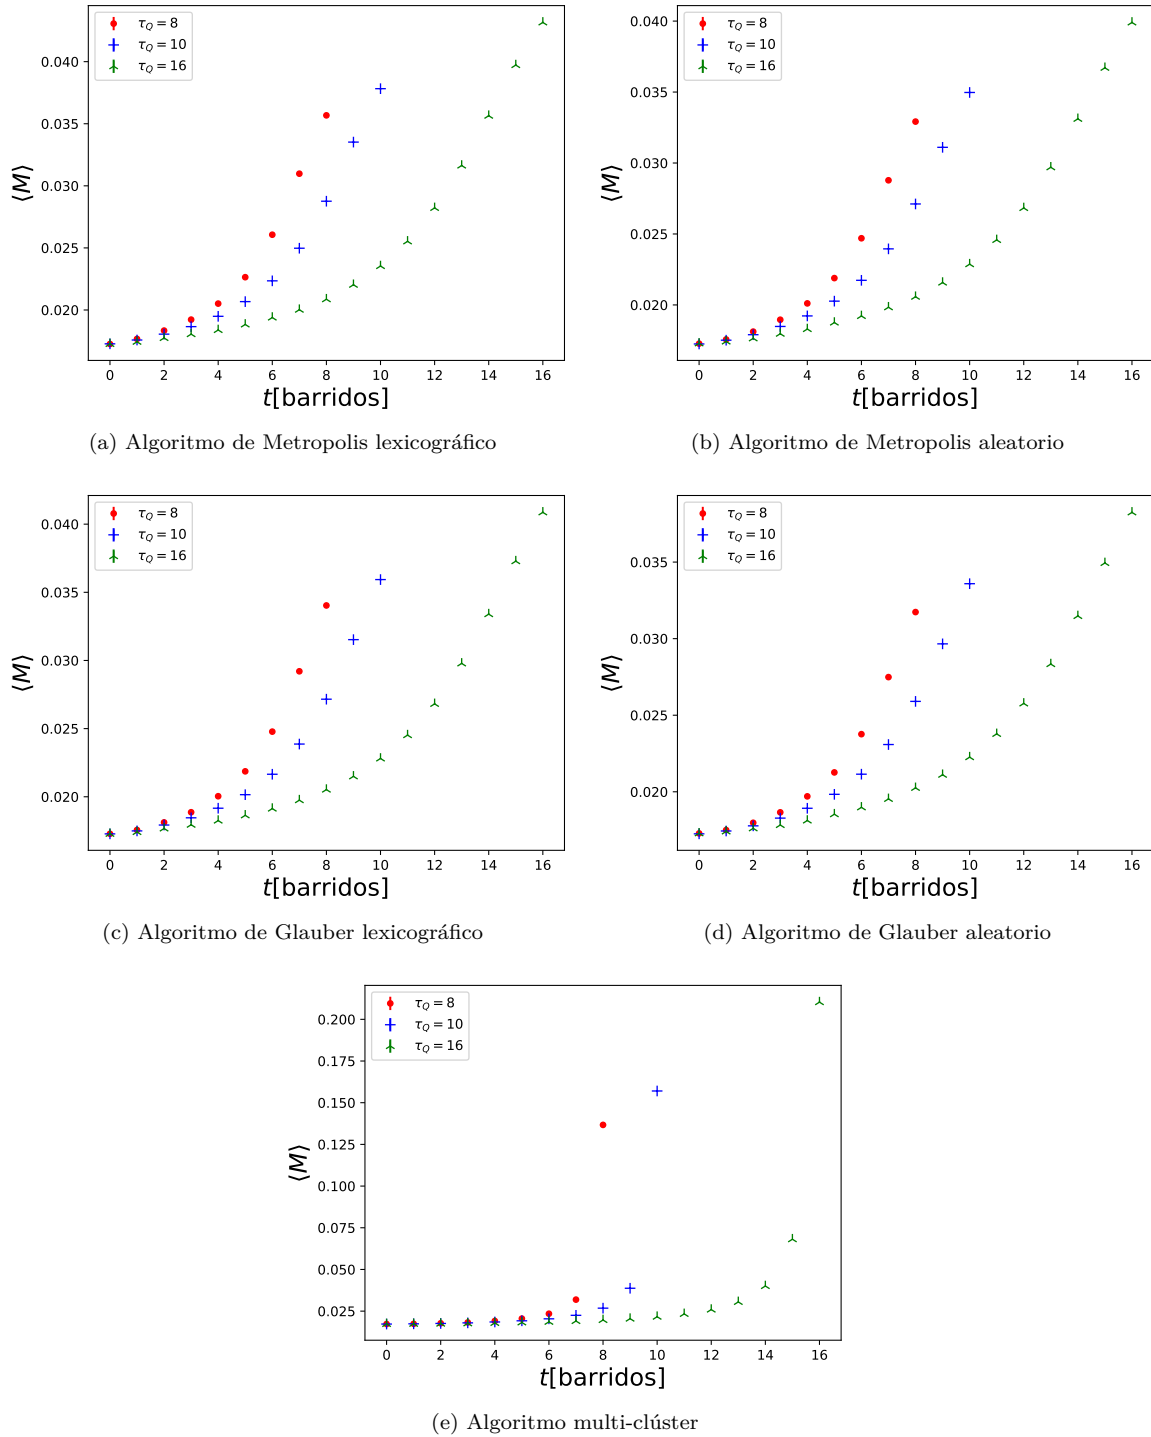 τQ = 8
τQ = 10
τQ = 16
0.040
0.035
0.030
0.025
0.020
⟨M⟩
0 2 4 6 8 10 12 14 16
t[barridos]
(a) Algoritmo de Metropolis lexicográfico
τQ = 8
τQ = 10
τQ = 16
0.040
0.035
0.030
0.025
0.020
⟨M⟩
0 2 4 6 8 10 12 14 16
t[barridos]
(b) Algoritmo de Metropolis aleatorio
τQ = 8
τQ = 10
τQ = 16
0.040
0.035
0.030
0.025
0.020
⟨M⟩
0 2 4 6 8 10 12 14 16
t[barridos]
(c) Algoritmo de Glauber lexicográfico
τQ = 8
τQ = 10
τQ = 16
0.035
0.030
0.025
0.020
⟨M⟩
0 2 4 6 8 10 12 14 16
t[barridos]
(d) Algoritmo de Glauber aleatorio
τQ = 8
τQ = 10
τQ = 16
0.200
0.175
0.150
0.125
0.100
0.075
0.050
0.025
⟨M⟩
0 2 4 6 8 10 12 14 16
t[barridos]
(e) Algoritmo multi-clúster